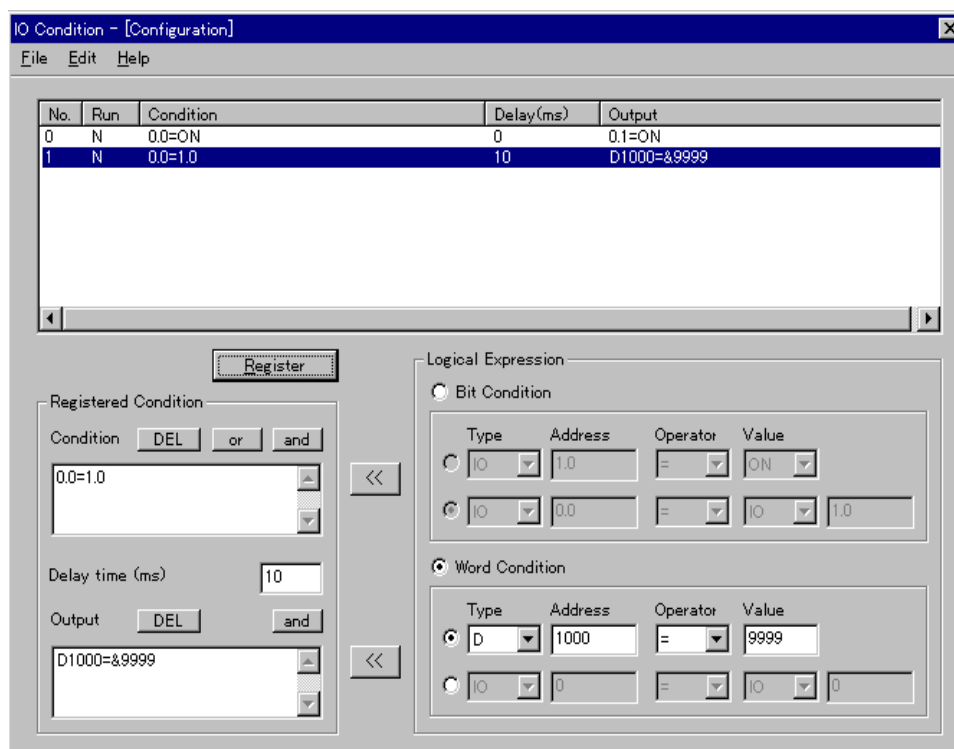 IO Condition - [Configuration]
File Edit Help
No. Run Condition Delay(ms) Output
0 N 0.0=ON 0 0.1=ON
1 N 0.0=1.0 10 D1000=&9999
Register
Registered Condition
Condition DEL or and
0.0=1.0
<<
Delay time (ms) 10
Output DEL and
D1000=&9999
<<
Logical Expression
Bit Condition
Type Address Operator Value
IO 1.0 = ON
IO 0.0 = IO 1.0
Word Condition
Type Address Operator Value
D 1000 = 9999
IO 0 = IO 0